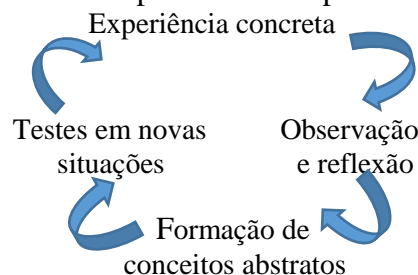 Experiência concreta
Testes em novas
situações
Observação
e reflexão
Formação de
conceitos abstratos